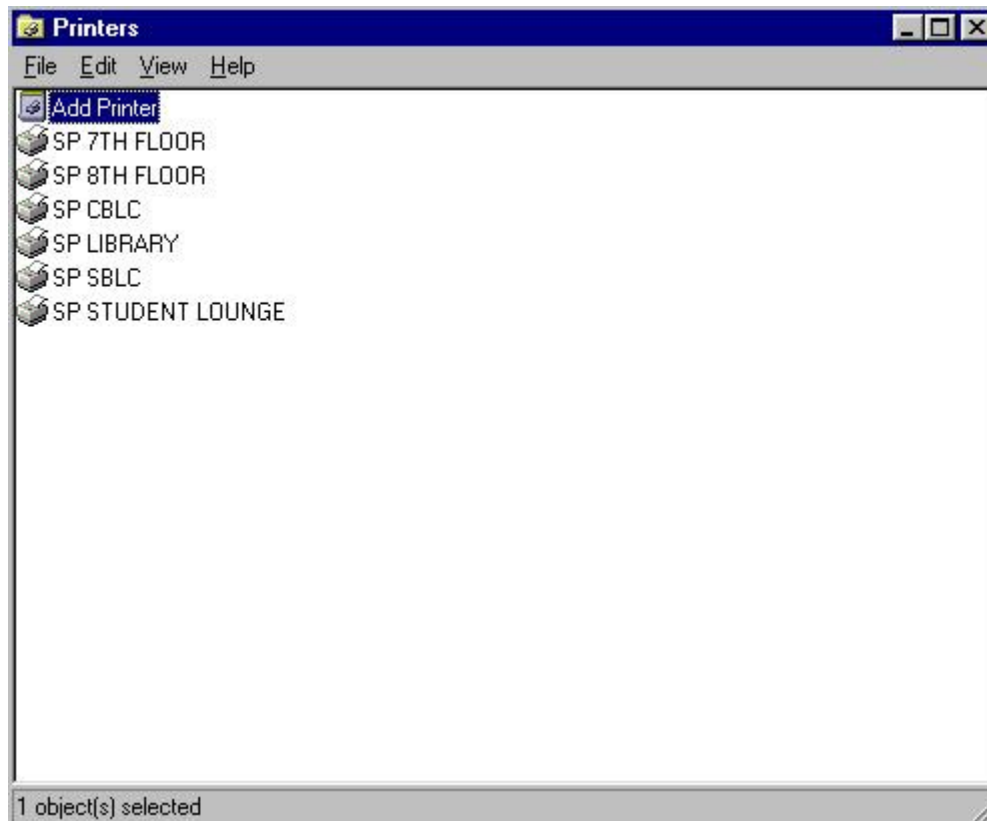 Printers
File Edit View Help
Add Printer
SP 7TH FLOOR
SP 8TH FLOOR
SP CBLC
SP LIBRARY
SP SBLC
SP STUDENT LOUNGE
1 object(s) selected